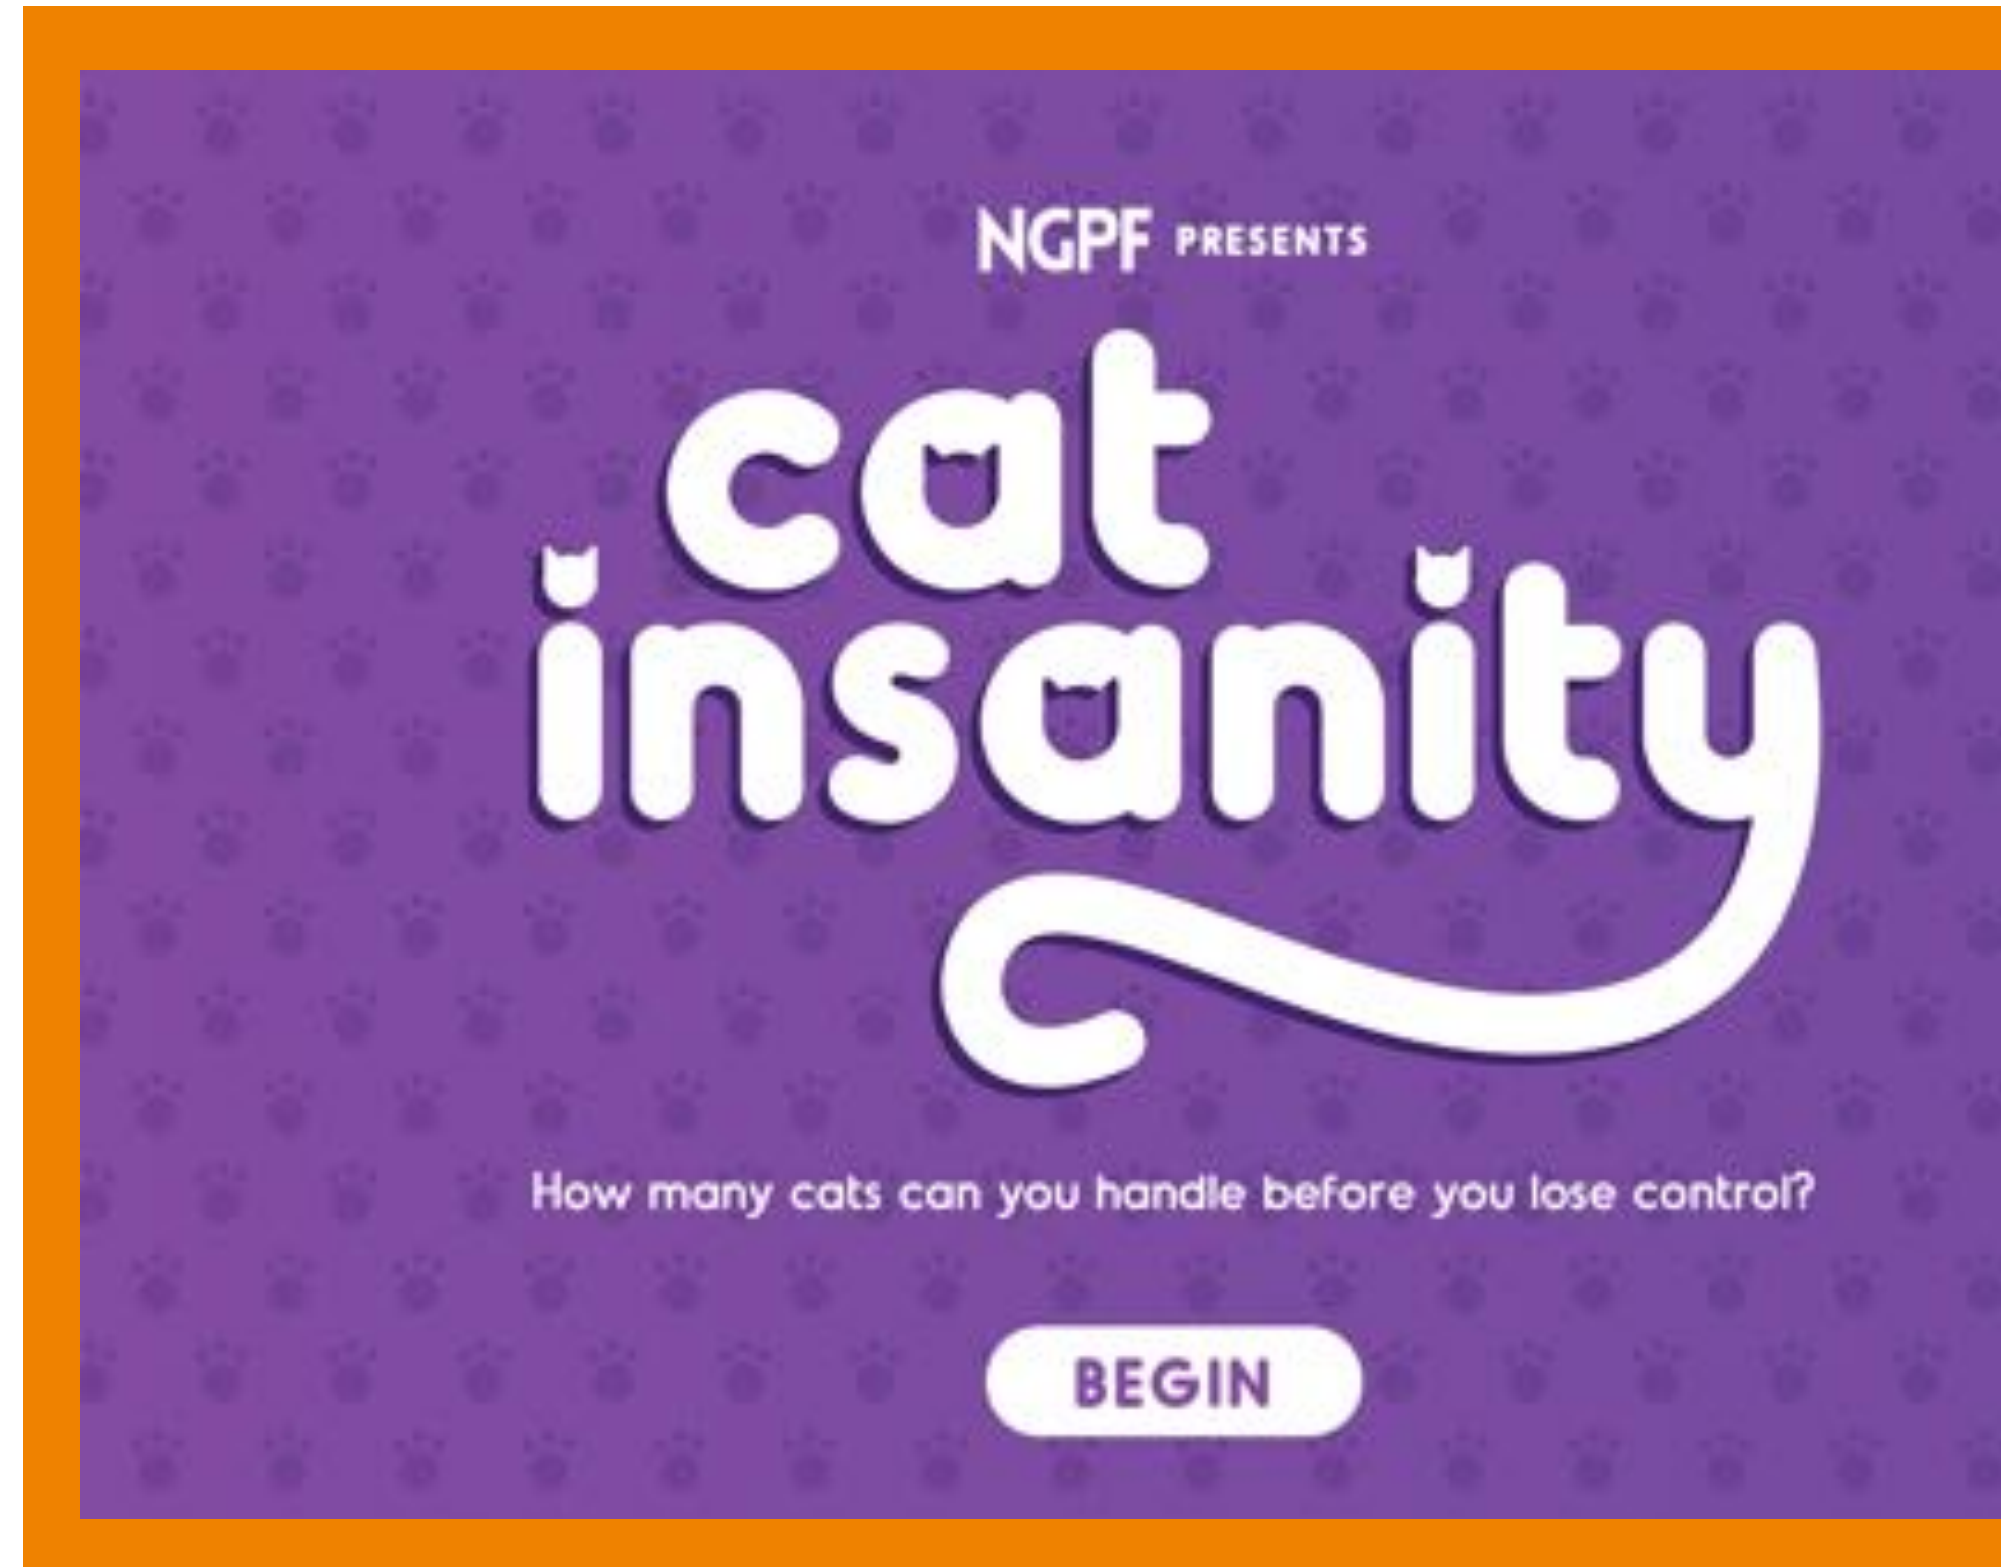 NGPF PRESENTS
cat
insanity
How many cats can you handle before you lose control?
BEGIN